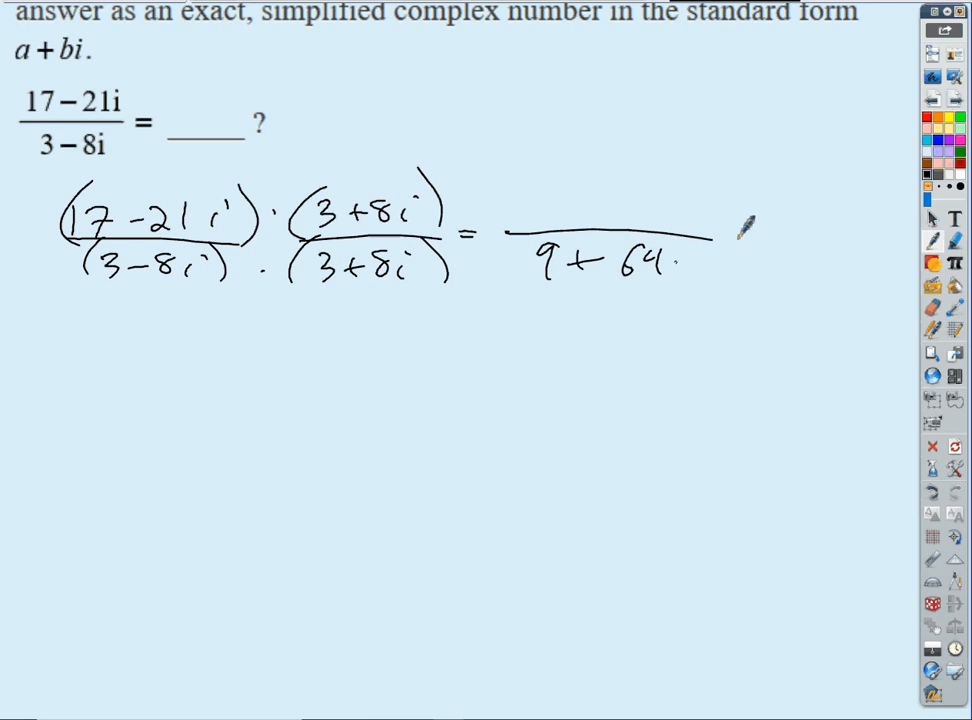 answer as an exact, simplified complex number in the standard form
a + bi.
17 – 21i
3 – 8i
= _____ ?
(17 - 21i) · (3 + 8i)
(3 - 8i) · (3 + 8i)
=
9 + 64.